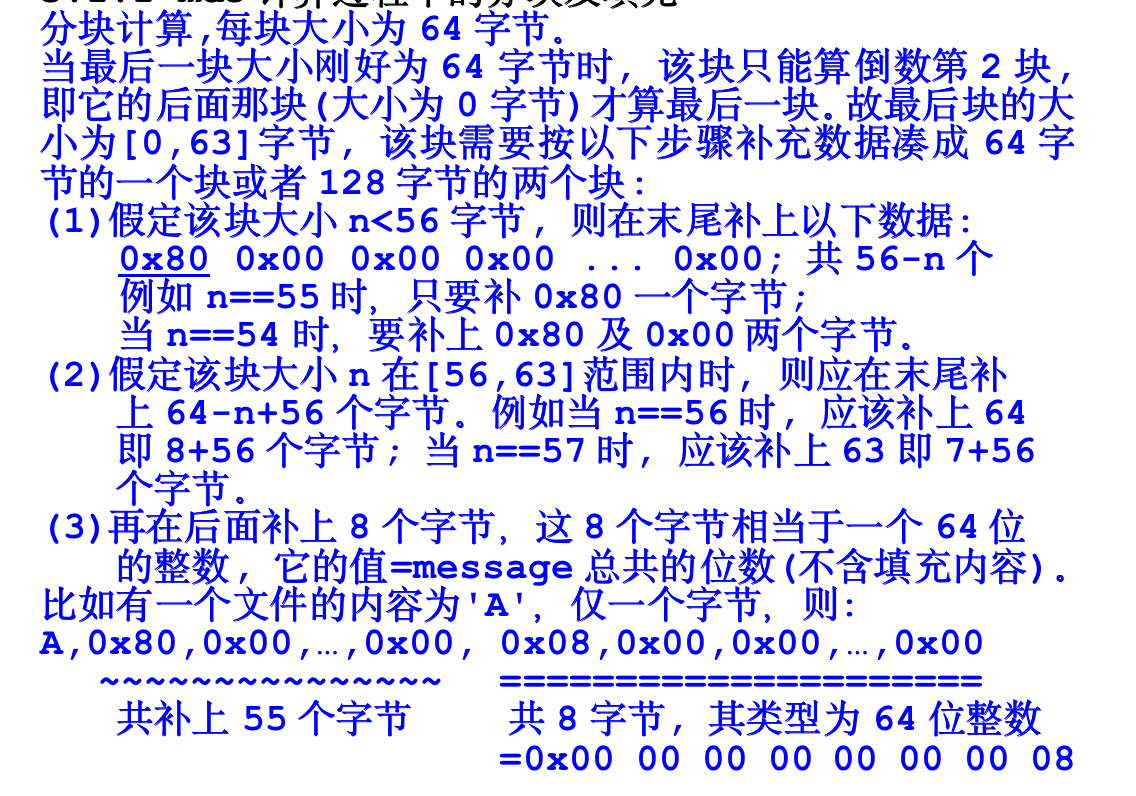 分块计算,每块大小为 64 字节。
当最后一块大小刚好为 64 字节时, 该块只能算倒数第 2 块,
即它的后面那块(大小为 0 字节)才算最后一块。故最后块的大
小为[0,63]字节, 该块需要按以下步骤补充数据凑成 64 字
节的一个块或者 128 字节的两个块:
(1)假定该块大小 n<56 字节, 则在末尾补上以下数据:
0x80 0x00 0x00 0x00 ... 0x00; 共 56-n 个
例如 n==55 时, 只要补 0x80 一个字节;
当 n==54 时, 要补上 0x80 及 0x00 两个字节。
(2)假定该块大小 n 在[56,63]范围内时, 则应在末尾补
上 64-n+56 个字节。例如当 n==56 时, 应该补上 64
即 8+56 个字节; 当 n==57 时, 应该补上 63 即 7+56
个字节。
(3)再在后面补上 8 个字节, 这 8 个字节相当于一个 64 位
的整数, 它的值=message 总共的位数(不含填充内容)。
比如有一个文件的内容为'A', 仅一个字节, 则:
A,0x80,0x00,…,0x00, 0x08,0x00,0x00,…,0x00
~~~~~~~~~~~~~~~ =====================
共补上 55 个字节 共 8 字节, 其类型为 64 位整数
=0x00 00 00 00 00 00 00 08